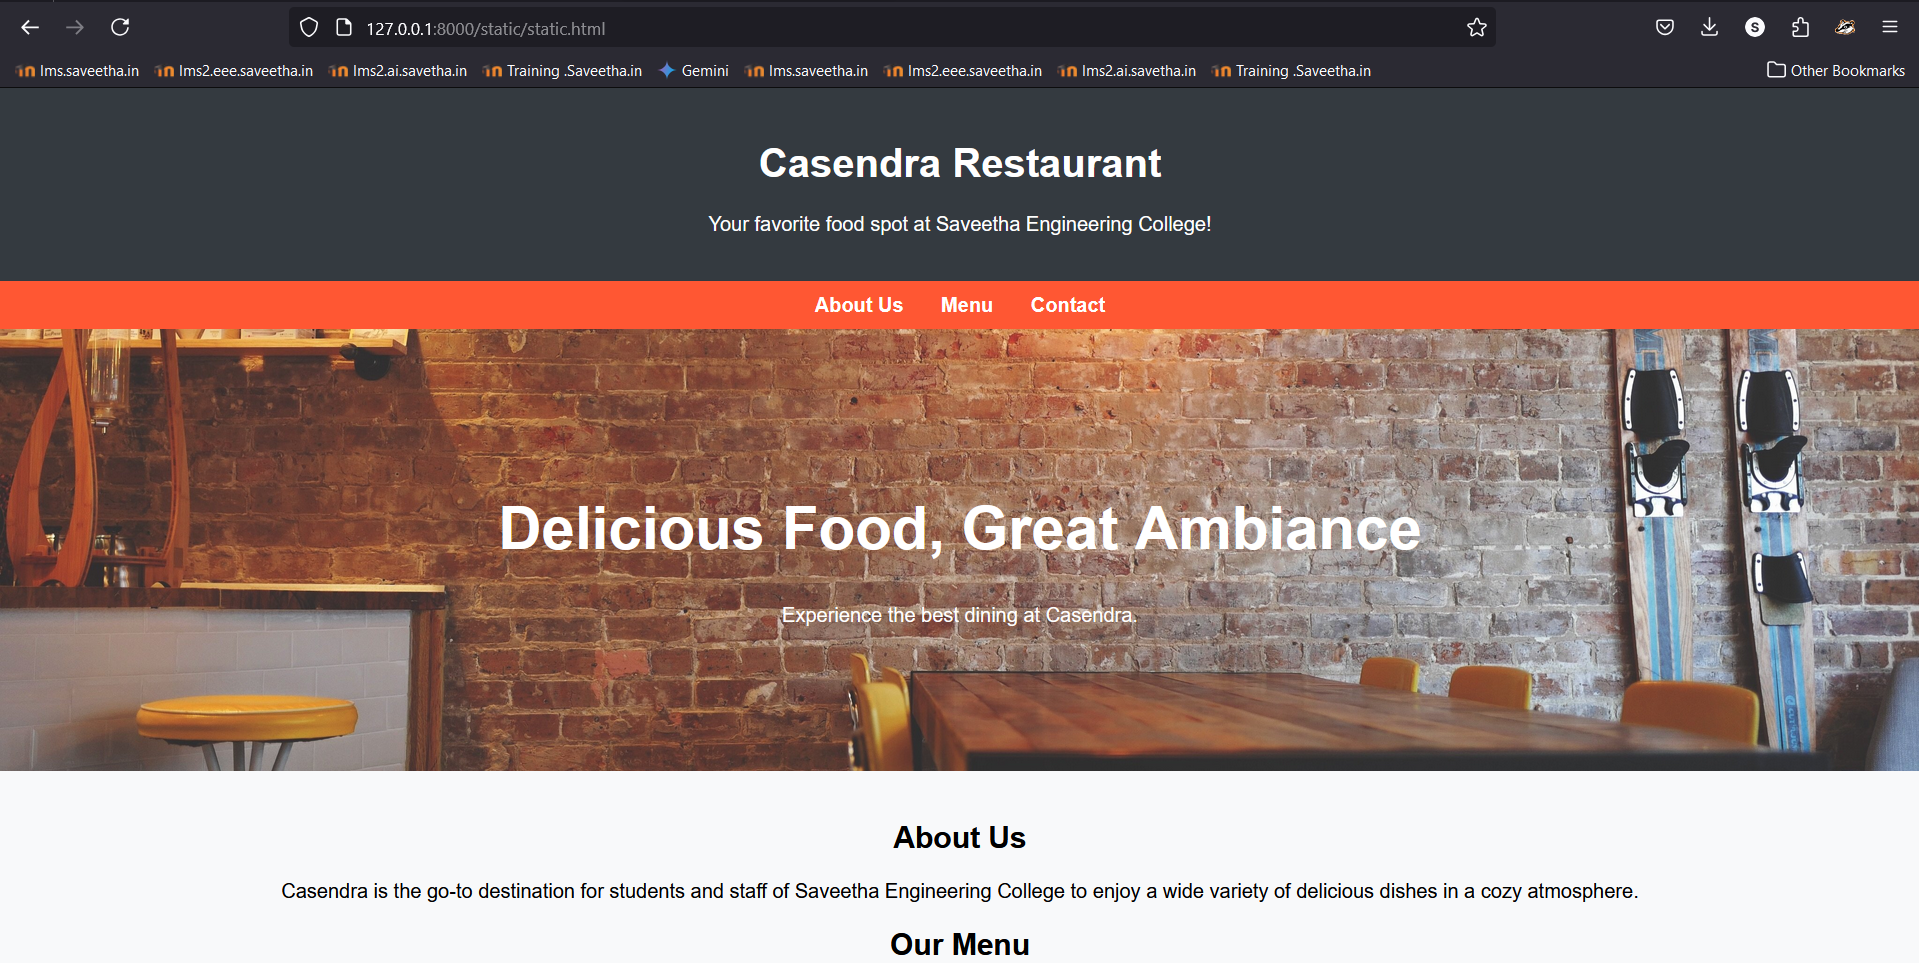 127.0.0.1:8000/static/static.html
lms.saveetha.in lms2.eee.saveetha.in lms2.ai.savetha.in Training .Saveetha.in Gemini lms.saveetha.in lms2.eee.saveetha.in lms2.ai.savetha.in Training .Saveetha.in Other Bookmarks
Casendra Restaurant
Your favorite food spot at Saveetha Engineering College!
About Us Menu Contact
Delicious Food, Great Ambiance
Experience the best dining at Casendra.
About Us
Casendra is the go-to destination for students and staff of Saveetha Engineering College to enjoy a wide variety of delicious dishes in a cozy atmosphere.
Our Menu